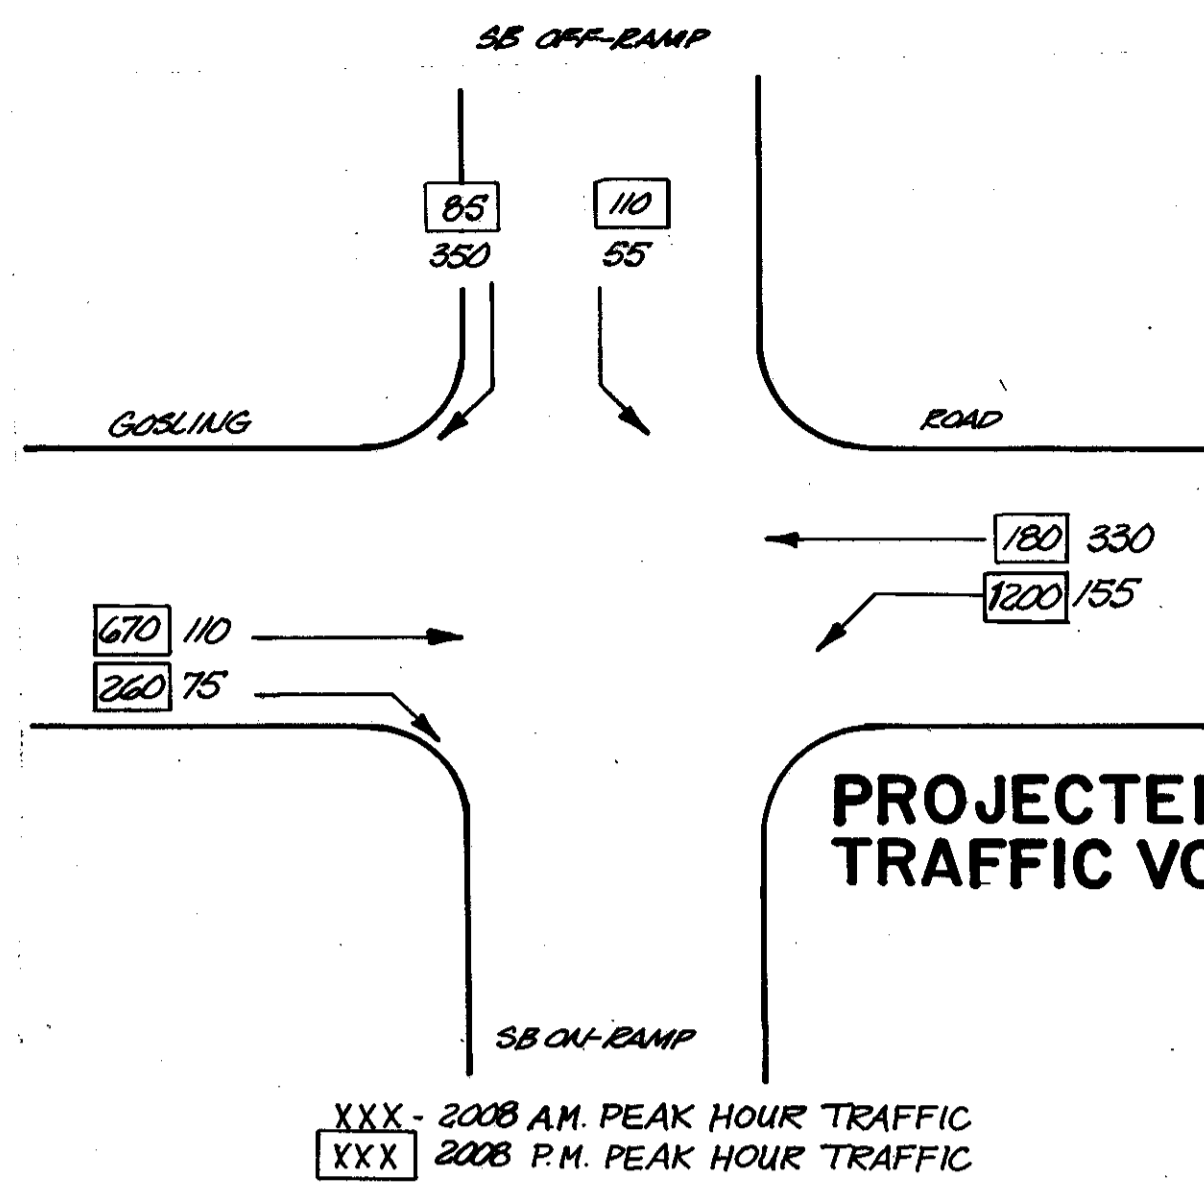 SB OFF-RAMP
85 110
350 55
GOSLING ROAD
180 330
1200 155
670 110
260 75
PROJECTE
TRAFFIC VO
SB ON-RAMP
XXX - 2008 A.M. PEAK HOUR TRAFFIC
XXX 2008 P.M. PEAK HOUR TRAFFIC